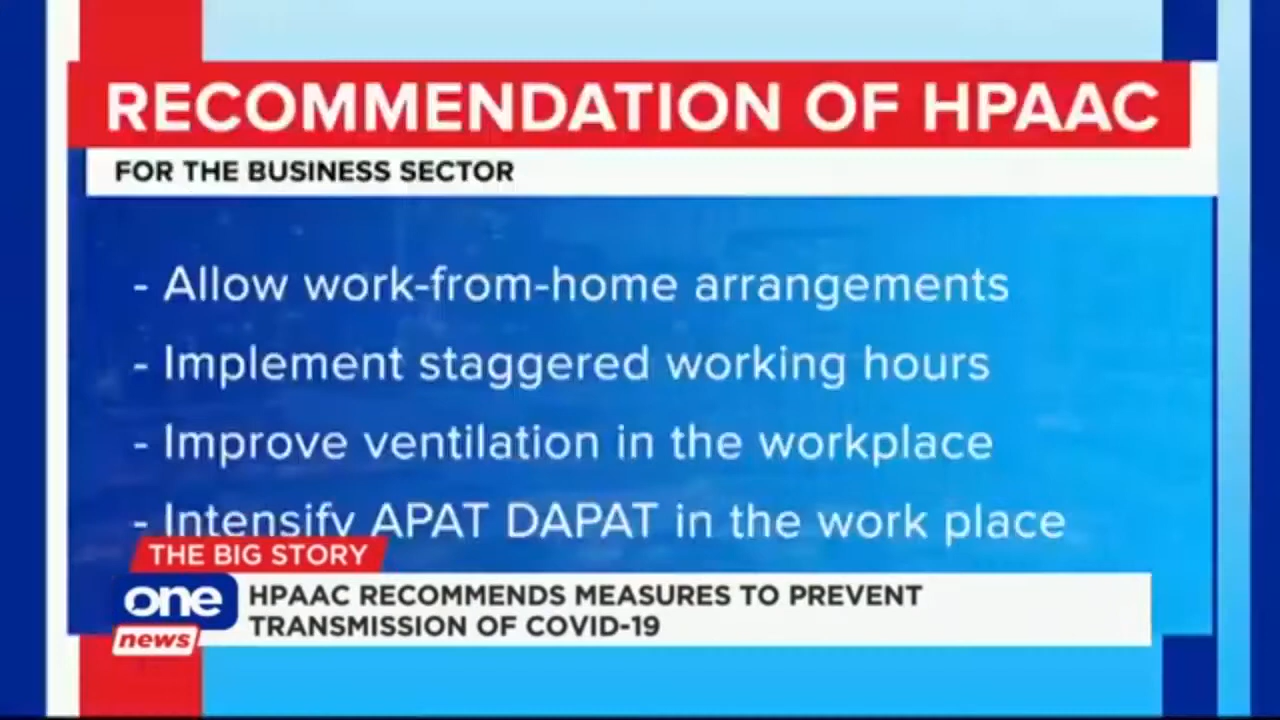 RECOMMENDATION OF HPAAC
FOR THE BUSINESS SECTOR
- Allow work-from-home arrangements
- Implement staggered working hours
- Improve ventilation in the workplace
- Intensify APAT DAPAT in the work place
THE BIG STORY
one
news
HPAAC RECOMMENDS MEASURES TO PREVENT
TRANSMISSION OF COVID-19